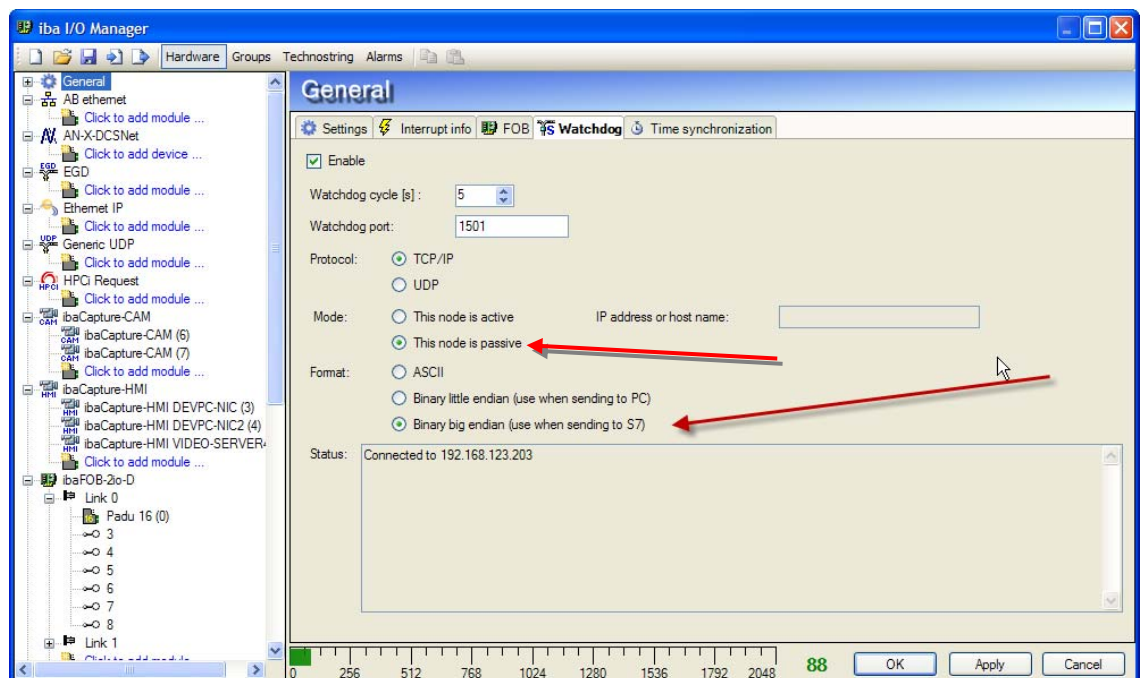 iba I/O Manager
Hardware Groups Technostring Alarms
General
AB ethernet
Click to add module ...
AN-X-DCSNet
Click to add device ...
EGD
Click to add module ...
Ethernet IP
Click to add module ...
Generic UDP
Click to add module ...
HPCi Request
Click to add module ...
ibaCapture-CAM
ibaCapture-CAM (6)
ibaCapture-CAM (7)
Click to add module ...
ibaCapture-HMI
ibaCapture-HMI DEVPC-NIC (3)
ibaCapture-HMI DEVPC-NIC2 (4)
ibaCapture-HMI VIDEO-SERVER
Click to add module ...
ibaFOB-2io-D
Link 0
Padu 16 (0)
3
4
5
6
7
8
Link 1
Click to add module
General
Settings Interrupt info FOB Watchdog Time synchronization
Enable
Watchdog cycle [s] : 5
Watchdog port: 1501
Protocol: TCP/IP
UDP
Mode: This node is active IP address or host name:
This node is passive
Format: ASCII
Binary little endian (use when sending to PC)
Binary big endian (use when sending to S7)
Status: Connected to 192.168.123.203
0 256 512 768 1024 1280 1536 1792 2048 88 OK Apply Cancel